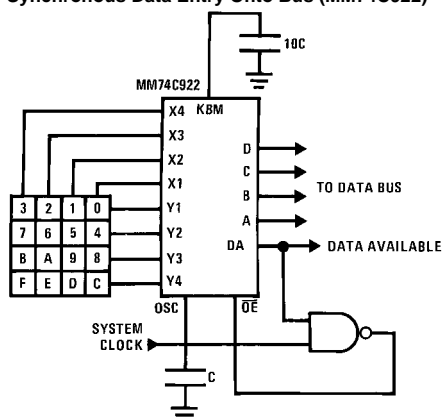 Synchronous Data Entry Onto Bus (MM74C922)
10C
MM74C922
X4 KBM
X3
X2
X1
Y1
Y2
Y3
Y4
D
C
B
A
DA
TO DATA BUS
DATA AVAILABLE
3 2 1 0
7 6 5 4
B A 9 8
F E D C
OSC
OE
SYSTEM
CLOCK
C